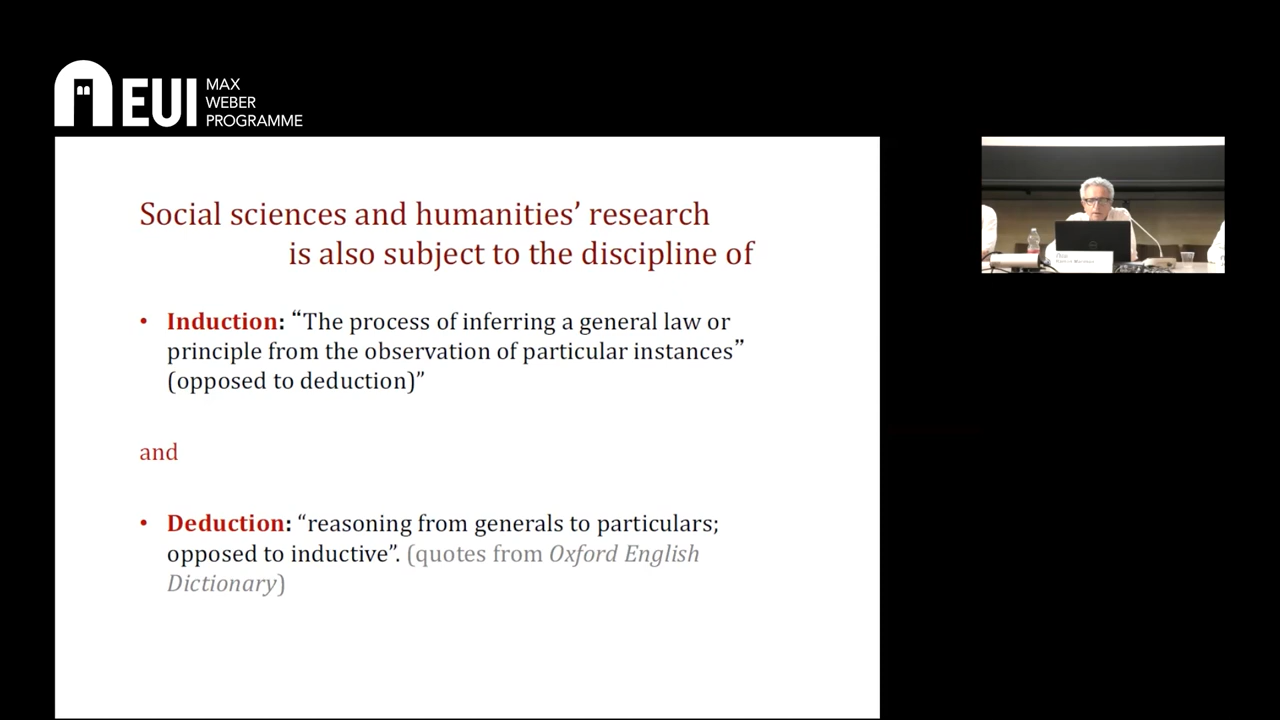 EUI
MAX
WEBER
PROGRAMME
Social sciences and humanities’ research
is also subject to the discipline of
• Induction: “The process of inferring a general law or
principle from the observation of particular instances”
(opposed to deduction)”
and
• Deduction: “reasoning from generals to particulars;
opposed to inductive”. (quotes from Oxford English
Dictionary)